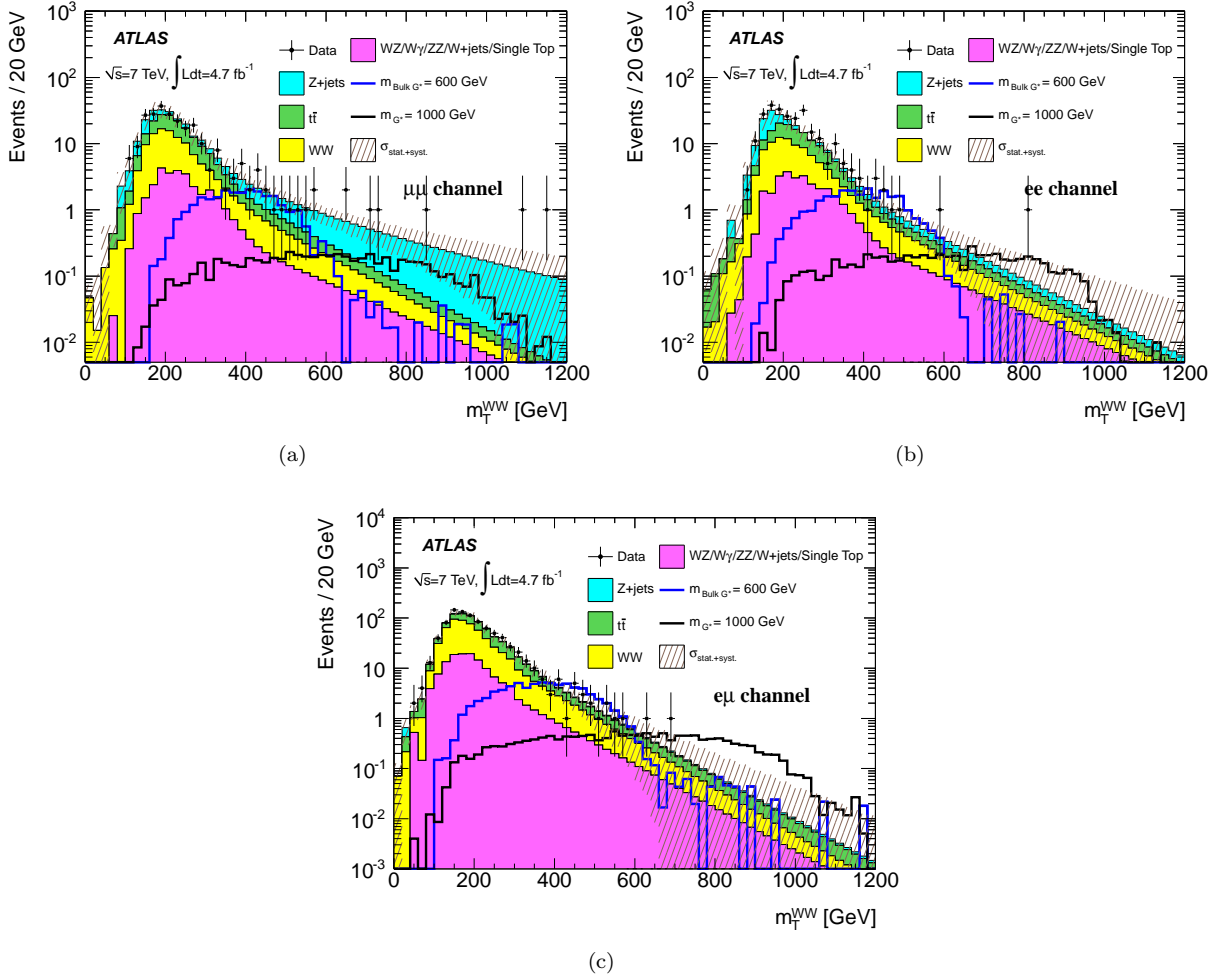 Events / 20 GeV
10³
10²
10
1
10⁻¹
10⁻²
ATLAS
√s=7 TeV, ∫Ldt=4.7 fb⁻¹
Data
Z+jets
tt̄
WW
WZ/Wγ/ZZ/W+jets/Single Top
m_Bulk G* = 600 GeV
m_G* = 1000 GeV
σ_stat.+syst.
μμ channel
0 200 400 600 800 1000 1200
m_T^WW [GeV]
(a)
Events / 20 GeV
10³
10²
10
1
10⁻¹
10⁻²
ATLAS
√s=7 TeV, ∫Ldt=4.7 fb⁻¹
Data
Z+jets
tt̄
WW
WZ/Wγ/ZZ/W+jets/Single Top
m_Bulk G* = 600 GeV
m_G* = 1000 GeV
σ_stat.+syst.
ee channel
0 200 400 600 800 1000 1200
m_T^WW [GeV]
(b)
Events / 20 GeV
10⁴
10³
10²
10
1
10⁻¹
10⁻²
10⁻³
ATLAS
√s=7 TeV, ∫Ldt=4.7 fb⁻¹
Data
Z+jets
tt̄
WW
WZ/Wγ/ZZ/W+jets/Single Top
m_Bulk G* = 600 GeV
m_G* = 1000 GeV
σ_stat.+syst.
eμ channel
0 200 400 600 800 1000 1200
m_T^WW [GeV]
(c)